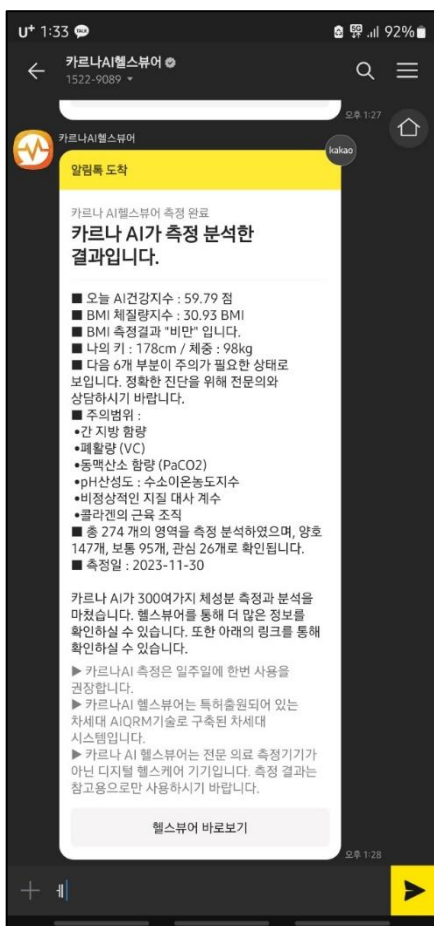 U+ 1:33 TALK 92%
카르나AI헬스뷰어
1522-9089
오후 1:27
카르나AI헬스뷰어
kakao
알림톡 도착
카르나 AI헬스뷰어 측정 완료
카르나 AI가 측정 분석한
결과입니다.
■ 오늘 AI건강지수 : 59.79 점
■ BMI 체질량지수 : 30.93 BMI
■ BMI 측정결과 "비만" 입니다.
■ 나의 키 : 178cm / 체중 : 98kg
■ 다음 6개 부분이 주의가 필요한 상태로
보입니다. 정확한 진단을 위해 전문의와
상담하시기 바랍니다.
■ 주의범위 :
•간 지방 함량
•폐활량 (VC)
•동맥산소 함량 (PaCO2)
•pH산성도 : 수소이온농도지수
•비정상적인 지질 대사 계수
•콜라겐의 근육 조직
■ 총 274 개의 영역을 측정 분석하였으며, 양호
147개, 보통 95개, 관심 26개로 확인됩니다.
■ 측정일 : 2023-11-30
카르나 AI가 300여가지 체성분 측정과 분석을
마쳤습니다. 헬스뷰어를 통해 더 많은 정보를
확인하실 수 있습니다. 또한 아래의 링크를 통해
확인하실 수 있습니다.
▶ 카르나AI 측정은 일주일에 한번 사용을
권장합니다.
▶ 카르나AI 헬스뷰어는 특허출원되어 있는
차세대 AIQRM기술로 구축된 차세대
시스템입니다.
▶ 카르나 AI 헬스뷰어는 전문 의료 측정기기가
아닌 디지털 헬스케어 기기입니다. 측정 결과는
참고용으로만 사용하시기 바랍니다.
헬스뷰어 바로보기
오후 1:28